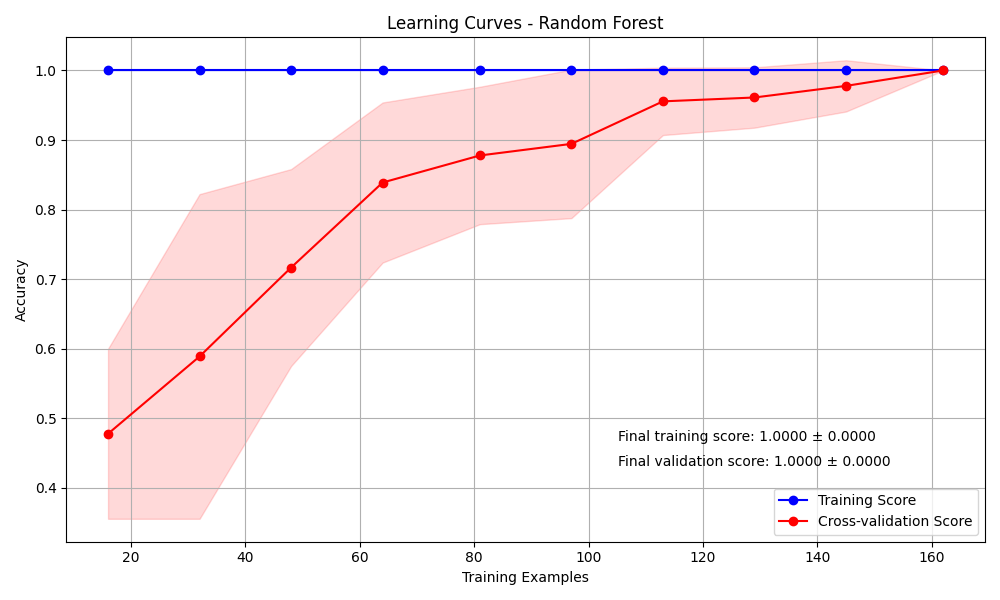 Learning Curves - Random Forest
Accuracy
1.0
0.9
0.8
0.7
0.6
0.5
0.4
Final training score: 1.0000 ± 0.0000
Final validation score: 1.0000 ± 0.0000
Training Score
Cross-validation Score
20 40 60 80 100 120 140 160
Training Examples